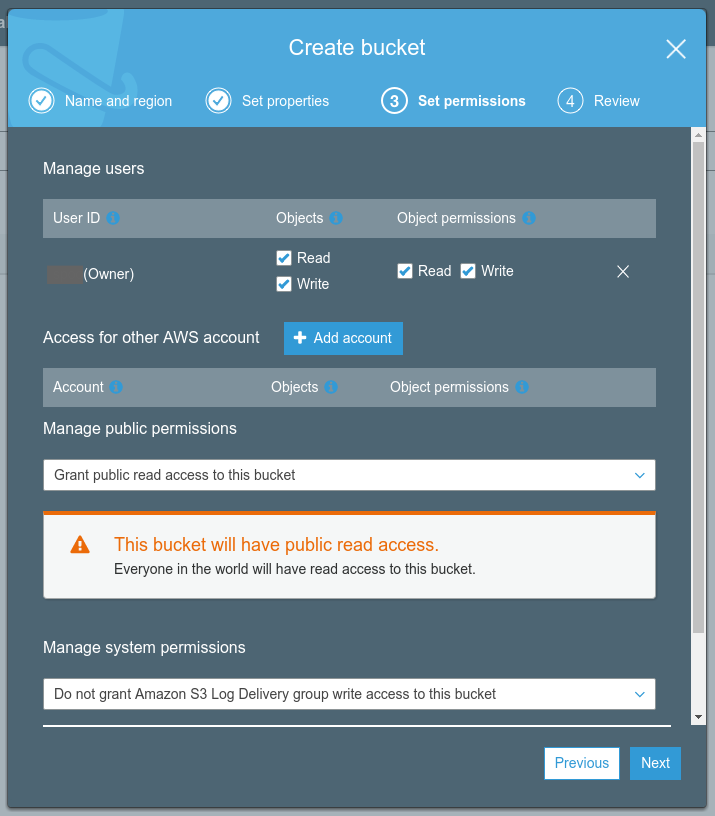 Create bucket
Name and region
Set properties
3 Set permissions
4 Review
Manage users
User ID Objects Object permissions
(Owner) Read Write Read Write
Access for other AWS account Add account
Account Objects Object permissions
Manage public permissions
Grant public read access to this bucket
This bucket will have public read access.
Everyone in the world will have read access to this bucket.
Manage system permissions
Do not grant Amazon S3 Log Delivery group write access to this bucket
Previous Next